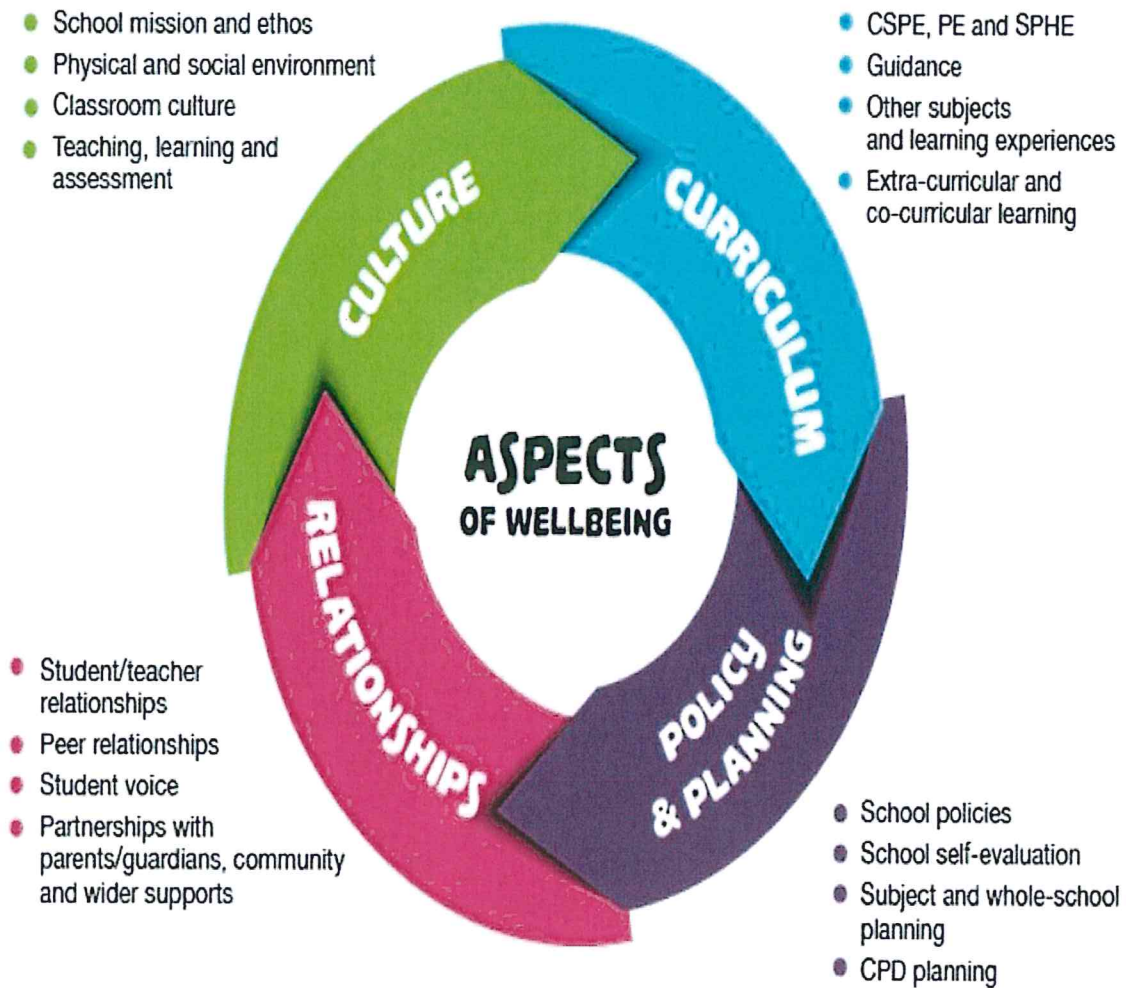 School mission and ethos
Physical and social environment
Classroom culture
Teaching, learning and
assessment
CSPE, PE and SPHE
Guidance
Other subjects
and learning experiences
Extra-curricular and
co-curricular learning
CULTURE
CURRICULUM
ASPECTS
OF WELLBEING
RELATIONSHIPS
POLICY
& PLANNING
Student/teacher
relationships
Peer relationships
Student voice
Partnerships with
parents/guardians, community
and wider supports
School policies
School self-evaluation
Subject and whole-school
planning
CPD planning